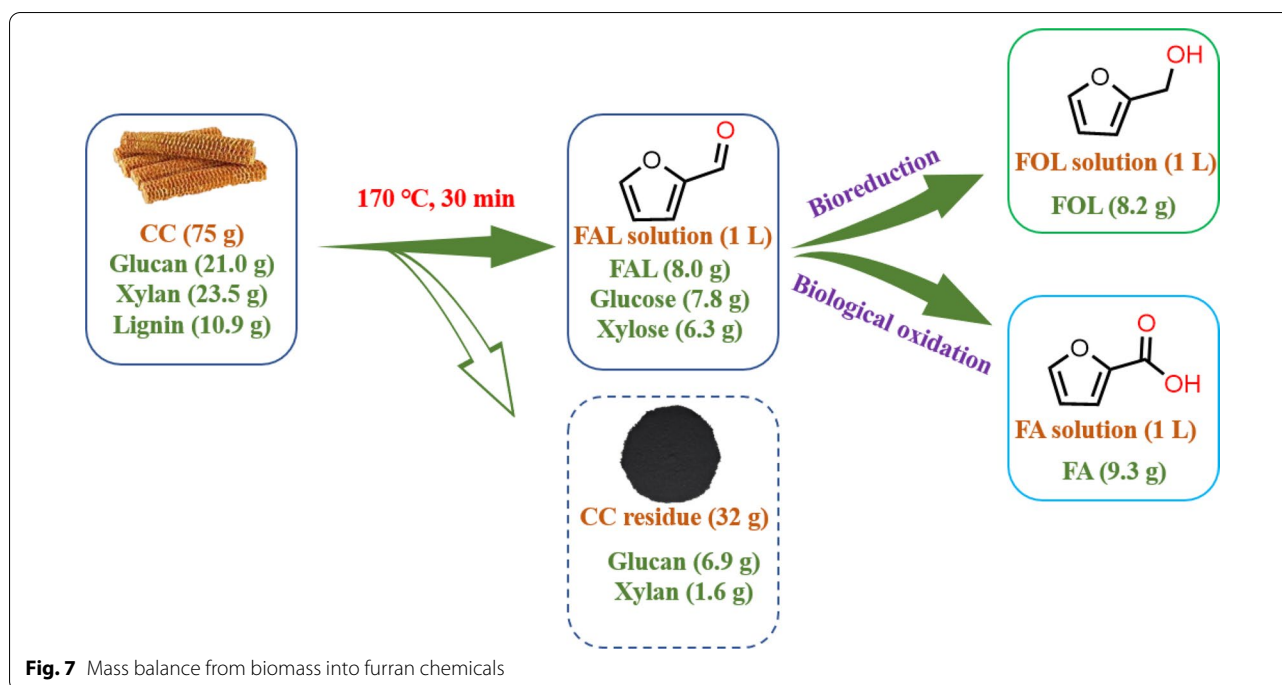 CC (75 g)
Glucan (21.0 g)
Xylan (23.5 g)
Lignin (10.9 g)
170 °C, 30 min
O
O
FAL solution (1 L)
FAL (8.0 g)
Glucose (7.8 g)
Xylose (6.3 g)
CC residue (32 g)
Glucan (6.9 g)
Xylan (1.6 g)
Bioreduction
Biological oxidation
OH
O
FOL solution (1 L)
FOL (8.2 g)
O
O
OH
FA solution (1 L)
FA (9.3 g)
Fig. 7 Mass balance from biomass into furran chemicals